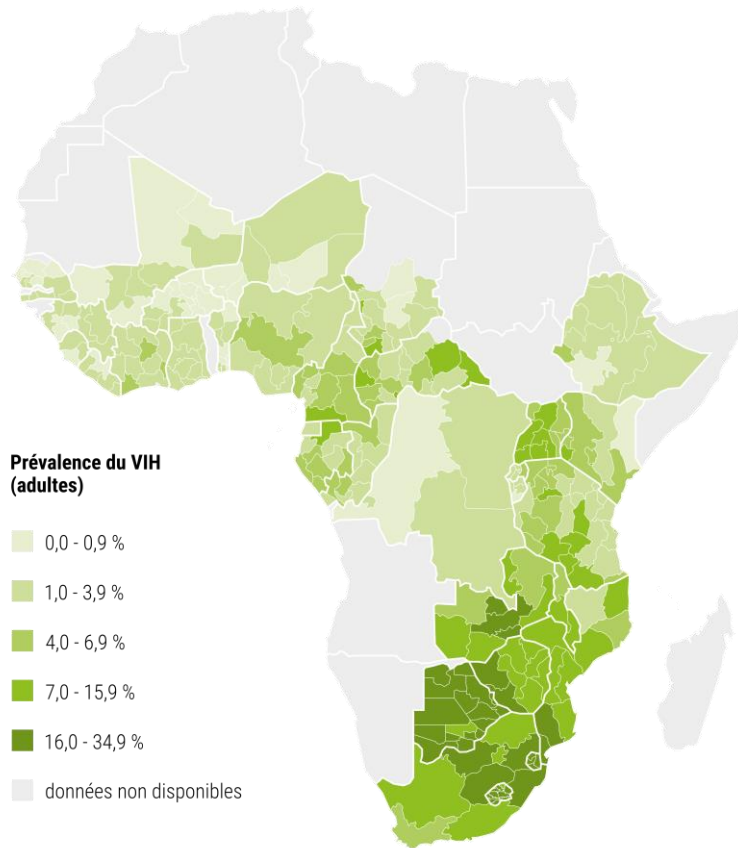 Prévalence du VIH
(adultes)
0,0 - 0,9 %
1,0 - 3,9 %
4,0 - 6,9 %
7,0 - 15,9 %
16,0 - 34,9 %
données non disponibles